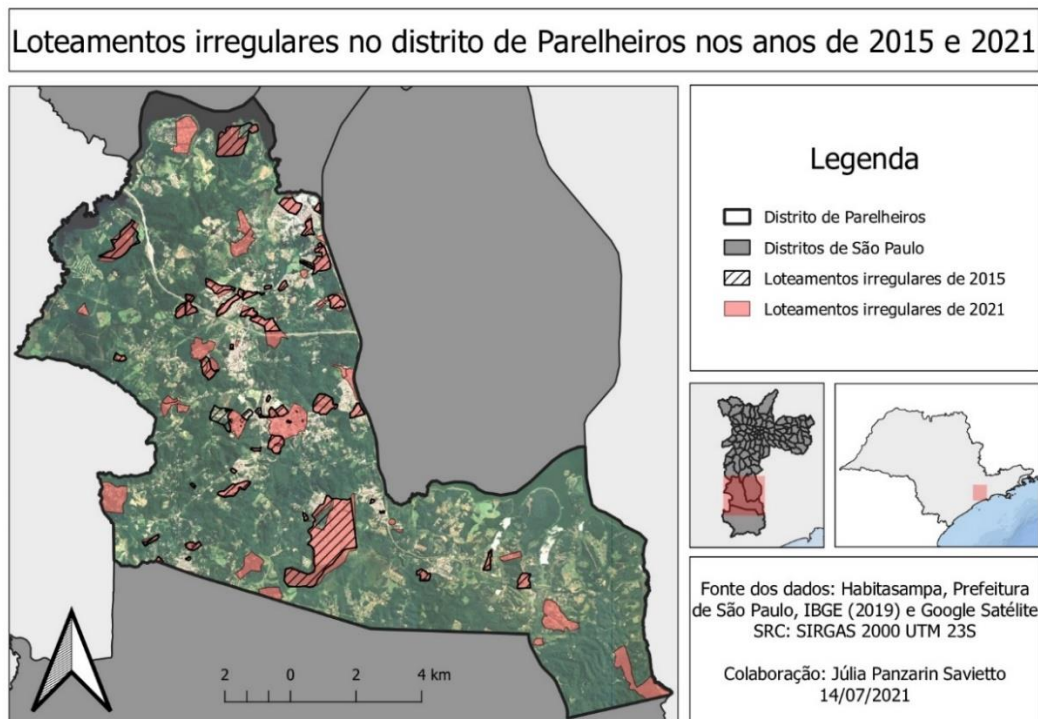 Loteamentos irregulares no distrito de Parelheiros nos anos de 2015 e 2021
Legenda
Distrito de Parelheiros
Distritos de São Paulo
Loteamentos irregulares de 2015
Loteamentos irregulares de 2021
2 0 2 4 km
Fonte dos dados: Habitasampa, Prefeitura
de São Paulo, IBGE (2019) e Google Satélite
SRC: SIRGAS 2000 UTM 23S
Colaboração: Júlia Panzarin Savietto
14/07/2021